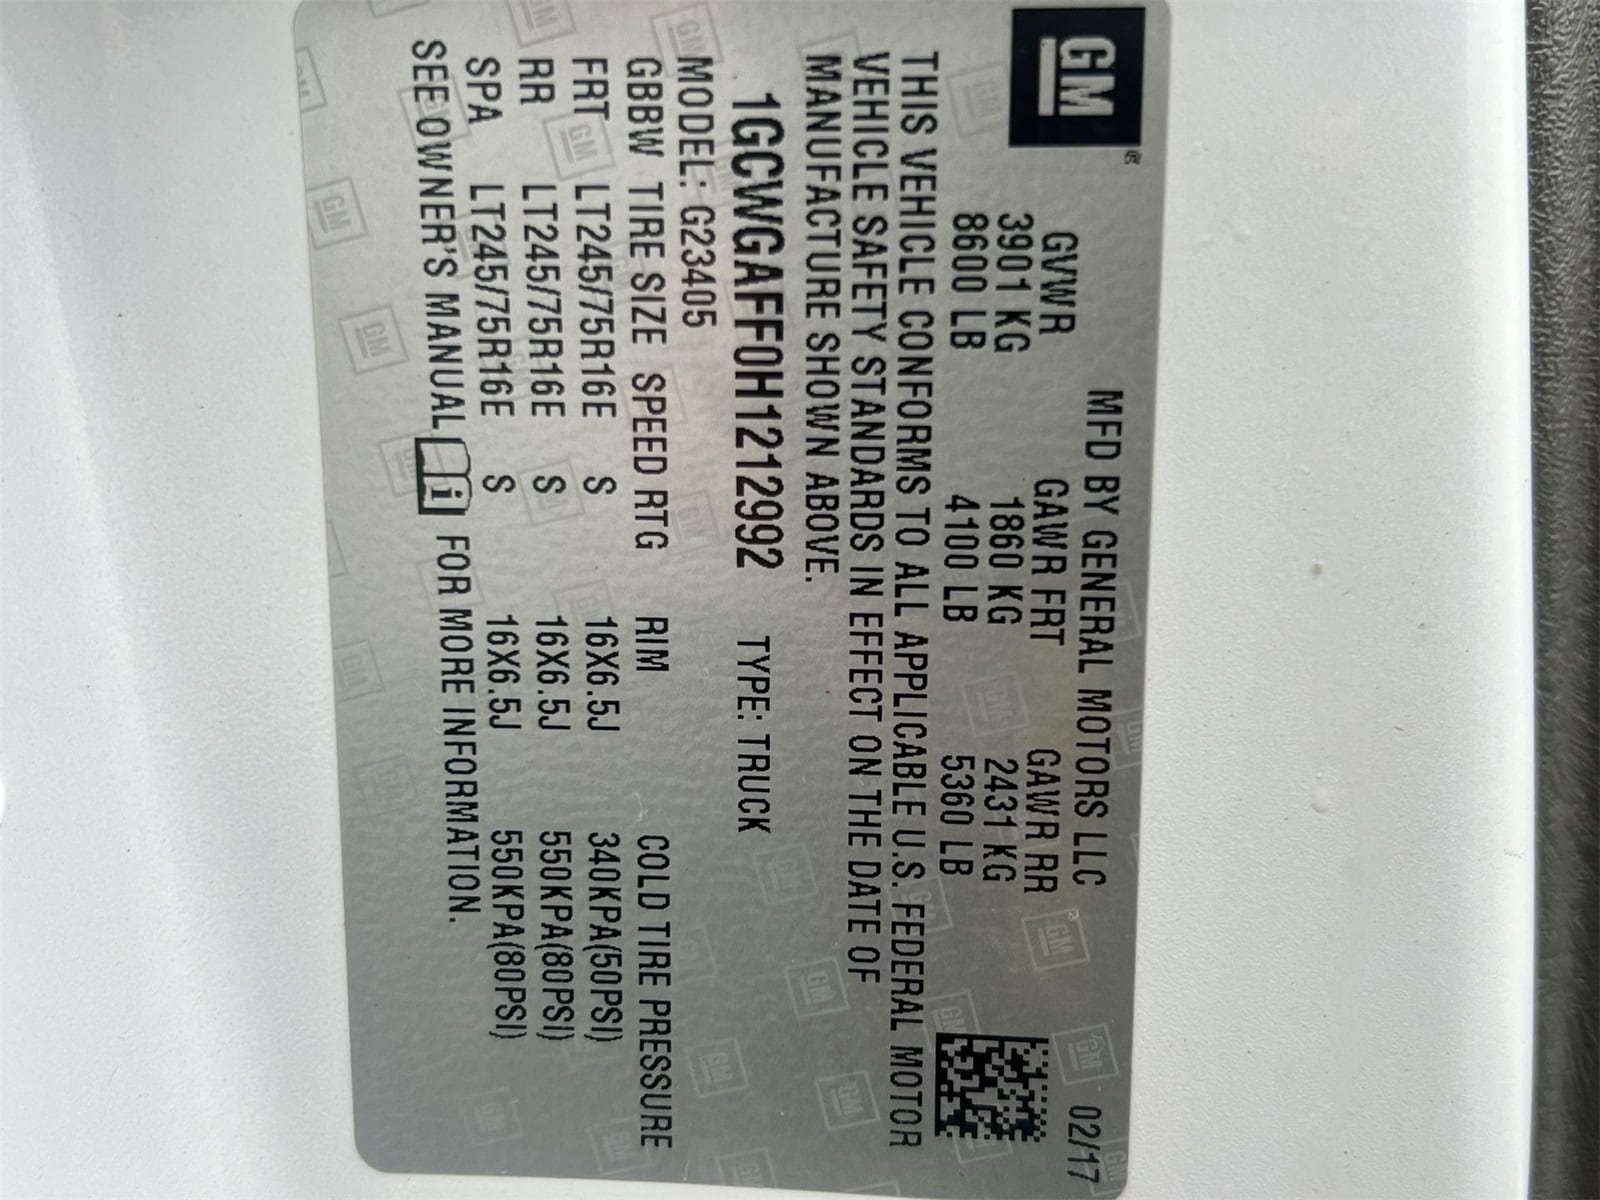 GM®
MFD BY GENERAL MOTORS LLC 02/17
GVWR GAWR FRT GAWR RR
3901 KG 1860 KG 2431 KG
8600 LB 4100 LB 5360 LB
THIS VEHICLE CONFORMS TO ALL APPLICABLE U.S. FEDERAL MOTOR
VEHICLE SAFETY STANDARDS IN EFFECT ON THE DATE OF
MANUFACTURE SHOWN ABOVE.
1GCWGAFF0H1212992 TYPE: TRUCK
MODEL: G23405
GBBW TIRE SIZE SPEED RTG RIM COLD TIRE PRESSURE
FRT LT245/75R16E S 16X6.5J 340KPA(50PSI)
RR LT245/75R16E S 16X6.5J 550KPA(80PSI)
SPA LT245/75R16E S 16X6.5J 550KPA(80PSI)
SEE OWNER'S MANUAL i FOR MORE INFORMATION.